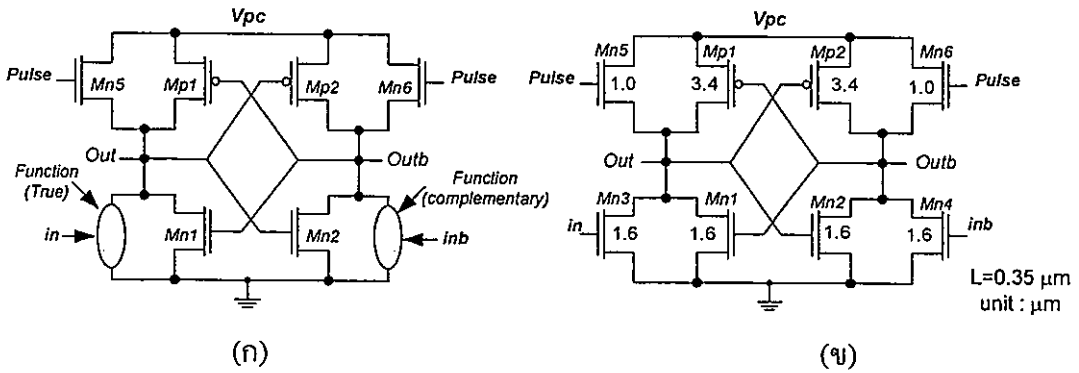 Vpc
Pulse
Mn5
Mp1
Mp2
Mn6
Pulse
Out
Outb
Function
(True)
Function
(complementary)
in
Mn1
Mn2
inb
(ก)
Vpc
Mn5
Mp1
Mp2
Mn6
Pulse
1.0
3.4
3.4
1.0
Pulse
Out
Outb
Mn3
Mn1
Mn2
Mn4
in
1.6
1.6
1.6
1.6
inb
L=0.35 μm
unit : μm
(ข)